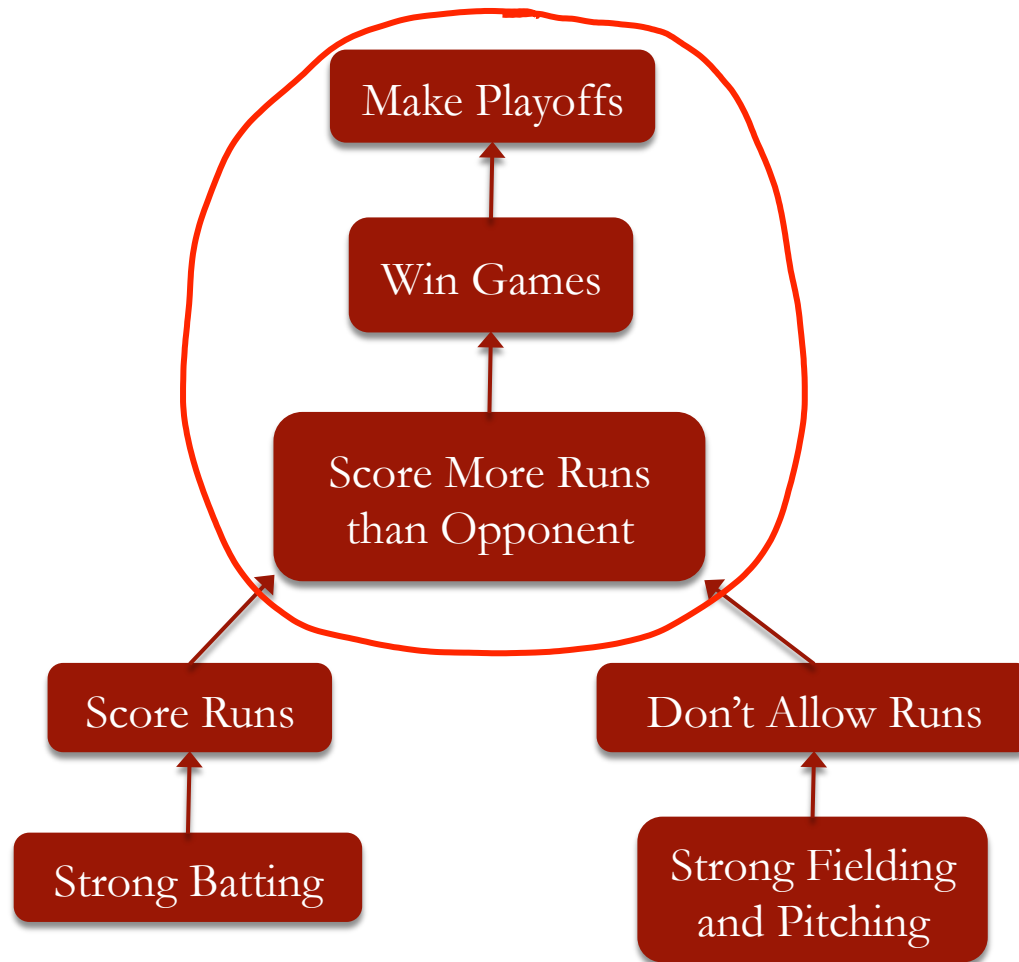 Make Playoffs
Win Games
Score More Runs
than Opponent
Score Runs
Don’t Allow Runs
Strong Batting
Strong Fielding
and Pitching